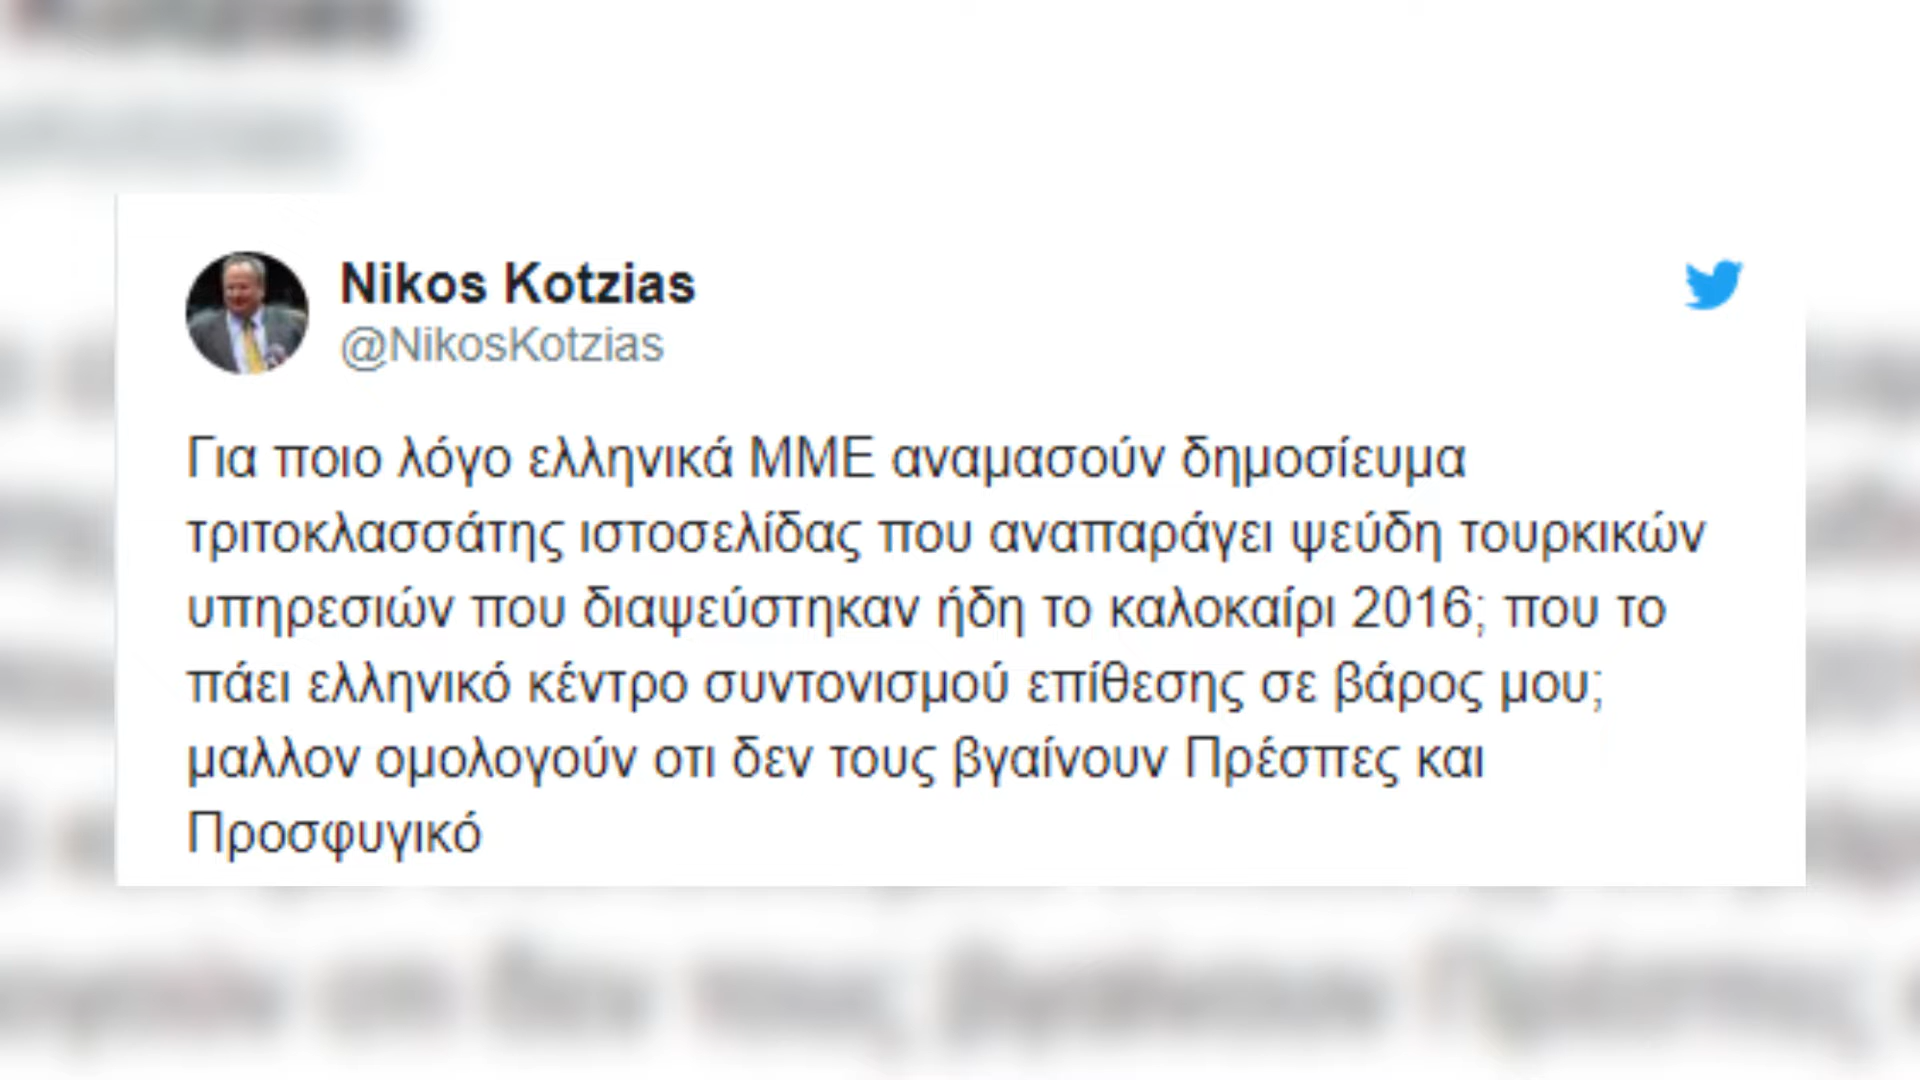 Nikos Kotzias
@NikosKotzias
Για ποιο λόγο ελληνικά ΜΜΕ αναμασούν δημοσίευμα
τριτοκλασσάτης ιστοσελίδας που αναπαράγει ψεύδη τουρκικών
υπηρεσιών που διαψεύστηκαν ήδη το καλοκαίρι 2016; που το
πάει ελληνικό κέντρο συντονισμού επίθεσης σε βάρος μου;
μαλλον ομολογούν οτι δεν τους βγαίνουν Πρέσπες και
Προσφυγικό